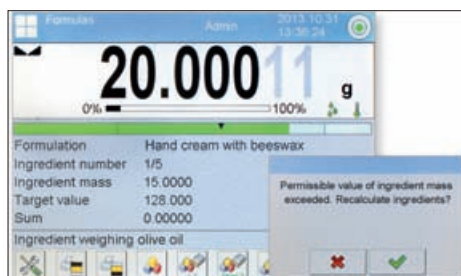 Formulas Admin 2013.10.31
13:36:24
20.00011 g
0% 100%
Formulation Hand cream with beeswax
Ingredient number 1/5
Ingredient mass 15.0000
Target value 128.000
Sum 0.00000
Ingredient weighing olive oil
Permissible value of ingredient mass
exceeded. Recalculate ingredients?